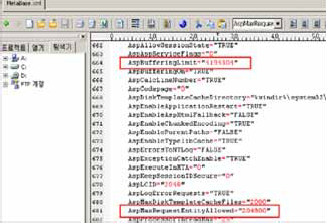 MetaBase.xml
AspMaxReque
프로젝트 열기 탐색기
A:
C:
D:
FTP 계정
662 AspAllowSessionState="TRUE"
663 AspAppServiceFlags="0"
664 AspBufferingLimit="4194304"
665 AspBufferingOn="TRUE"
666 AspCalcLineNumber="TRUE"
667 AspCodepage="0"
668 AspDiskTemplateCacheDirectory="%windir%\system32\
669 AspEnableApplicationRestart="TRUE"
670 AspEnableAspHtmlFallback="FALSE"
671 AspEnableChunkedEncoding="TRUE"
672 AspEnableParentPaths="FALSE"
673 AspEnableTypelibCache="TRUE"
674 AspErrorsToNTLog="FALSE"
675 AspExceptionCatchEnable="TRUE"
676 AspExecuteInMTA="0"
677 AspKeepSessionIDSecure="0"
678 AspLCID="2048"
679 AspLogErrorRequests="TRUE"
680 AspMaxDiskTemplateCacheFiles="2000"
681 AspMaxRequestEntityAllowed="204800"